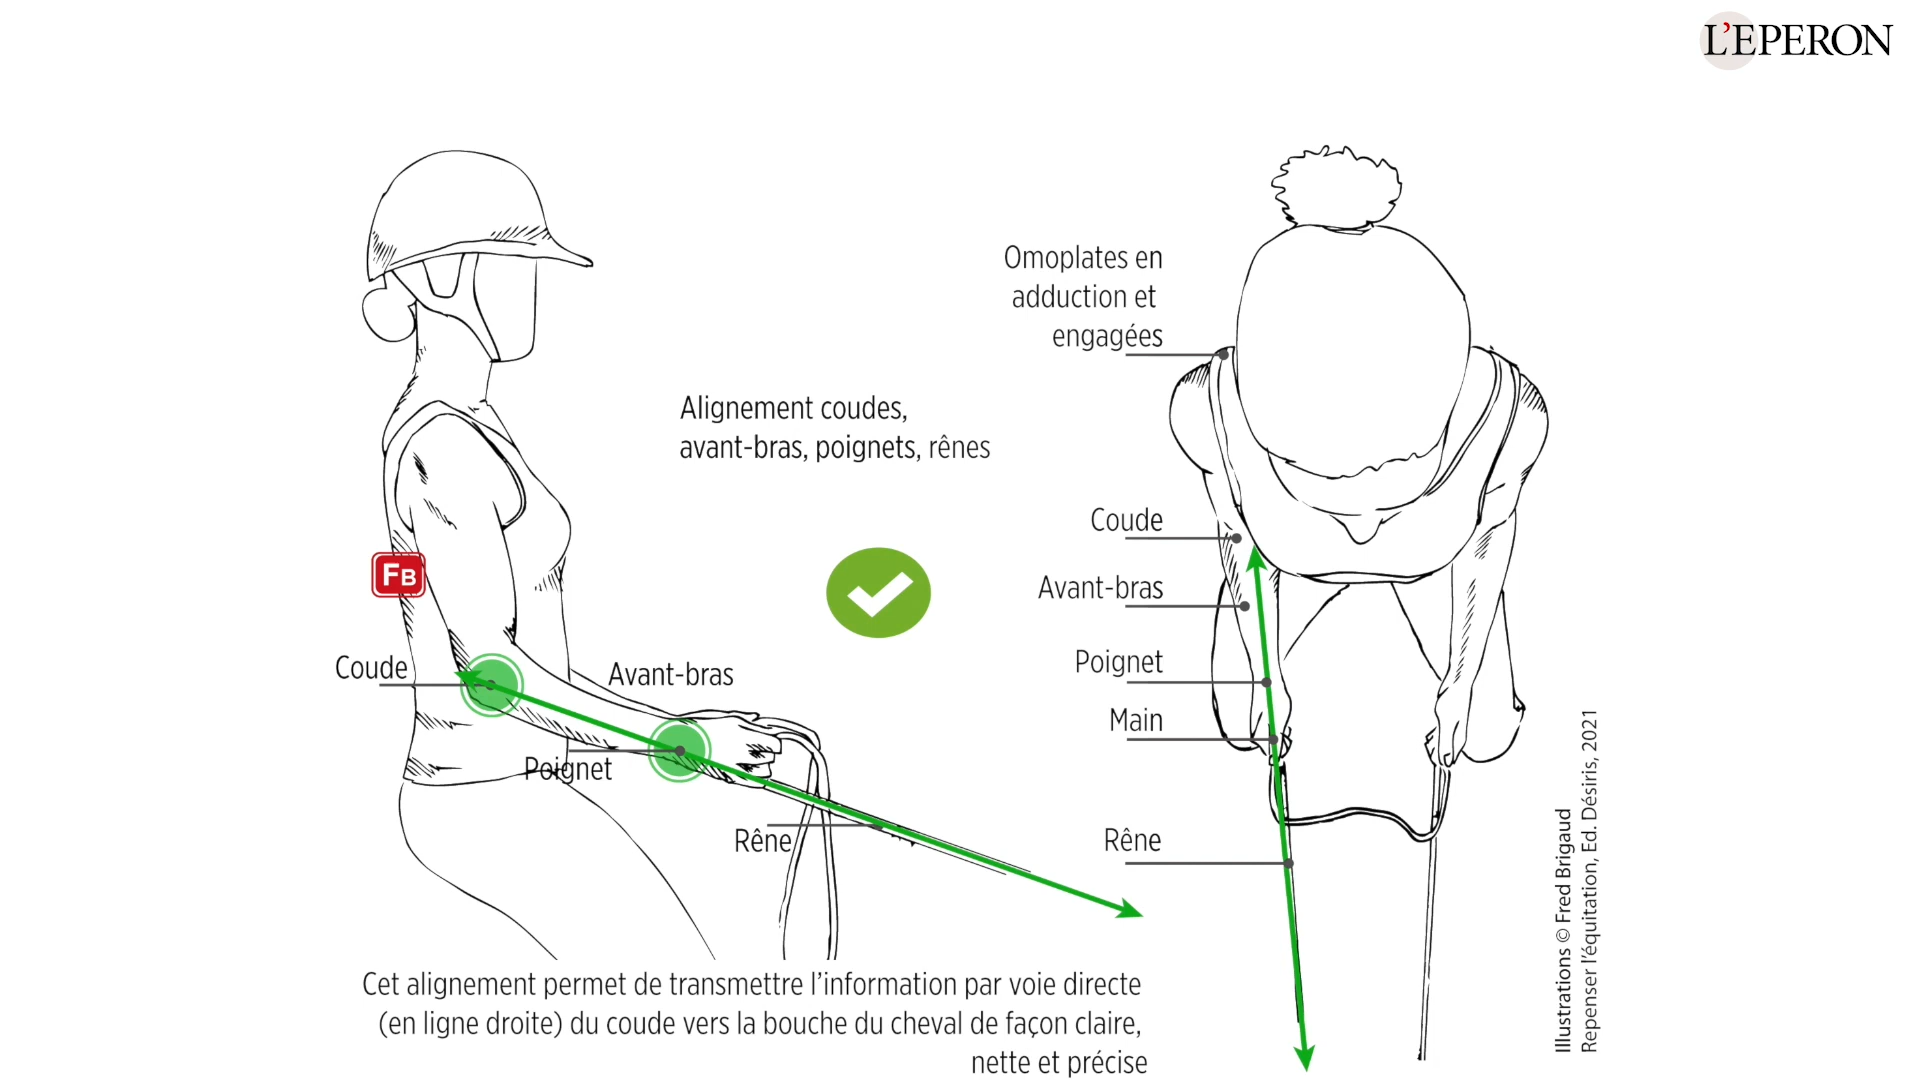 L'EPERON
Omoplates en
adduction et
engagées
Alignement coudes,
avant-bras, poignets, rênes
Coude
Avant-bras
Poignet
Main
Rêne
FB
Coude
Avant-bras
Poignet
Rêne
Cet alignement permet de transmettre l'information par voie directe
(en ligne droite) du coude vers la bouche du cheval de façon claire,
nette et précise
Illustrations © Fred Brigaud
Repenser l'équitation, Ed. Désiris, 2021